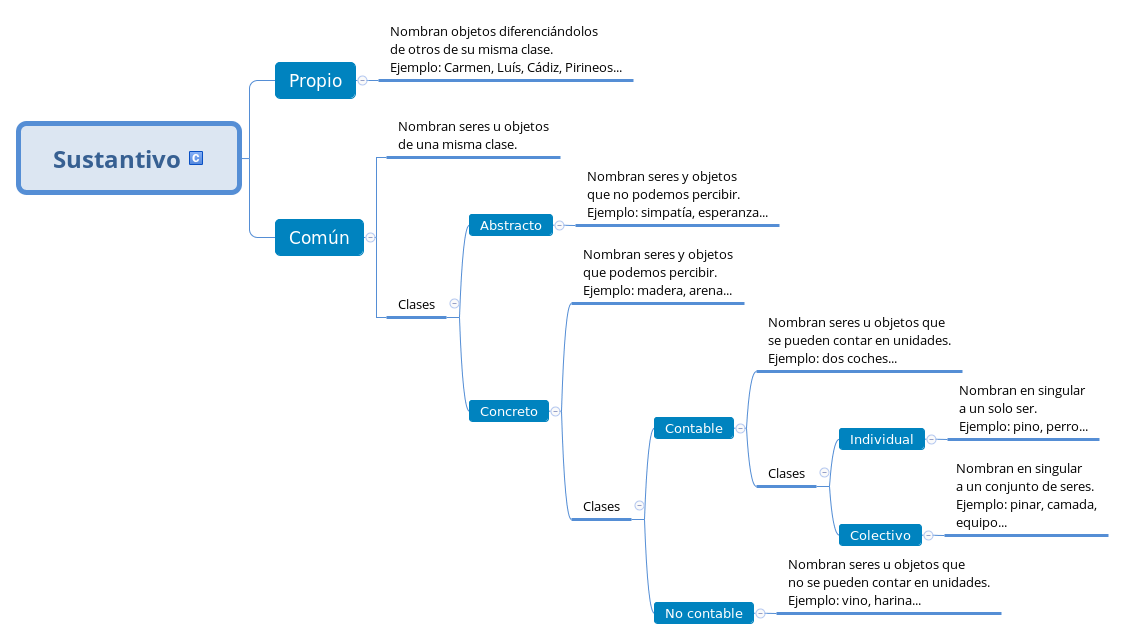 Sustantivo
C
Propio
Nombran objetos diferenciándolos
de otros de su misma clase.
Ejemplo: Carmen, Luís, Cádiz, Pirineos...
Común
Nombran seres u objetos
de una misma clase.
Clases
Abstracto
Nombran seres y objetos
que no podemos percibir.
Ejemplo: simpatía, esperanza...
Concreto
Nombran seres y objetos
que podemos percibir.
Ejemplo: madera, arena...
Clases
Contable
Nombran seres u objetos que
se pueden contar en unidades.
Ejemplo: dos coches...
Clases
Individual
Nombran en singular
a un solo ser.
Ejemplo: pino, perro...
Colectivo
Nombran en singular
a un conjunto de seres.
Ejemplo: pinar, camada,
equipo...
No contable
Nombran seres u objetos que
no se pueden contar en unidades.
Ejemplo: vino, harina...